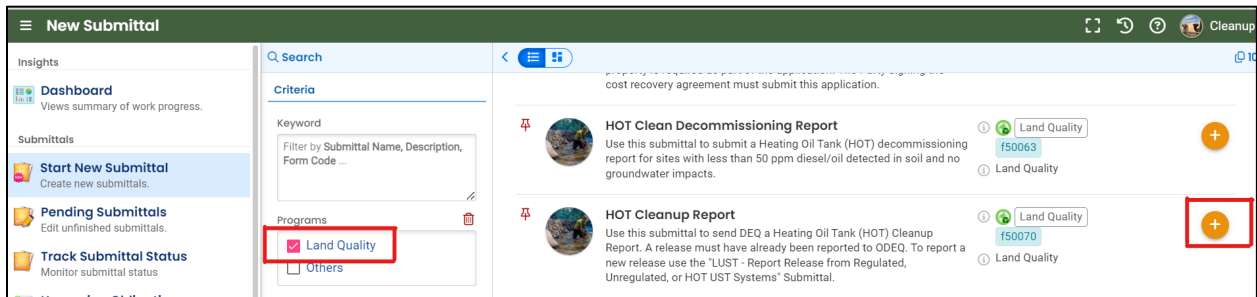 New Submittal
Cleanup
Insights
Dashboard
Views summary of work progress.
Submittals
Start New Submittal
Create new submittals.
Pending Submittals
Edit unfinished submittals.
Track Submittal Status
Monitor submittal status
Search
Criteria
Keyword
Filter by Submittal Name, Description,
Form Code ...
Programs
Land Quality
Others
10
cost recovery agreement must submit this application.
HOT Clean Decommissioning Report
Use this submittal to submit a Heating Oil Tank (HOT) decommissioning
report for sites with less than 50 ppm diesel/oil detected in soil and no
groundwater impacts.
Land Quality
f50063
Land Quality
HOT Cleanup Report
Use this submittal to send DEQ a Heating Oil Tank (HOT) Cleanup
Report. A release must have already been reported to ODEQ. To report a
new release use the "LUST - Report Release from Regulated,
Unregulated, or HOT UST Systems" Submittal.
Land Quality
f50070
Land Quality